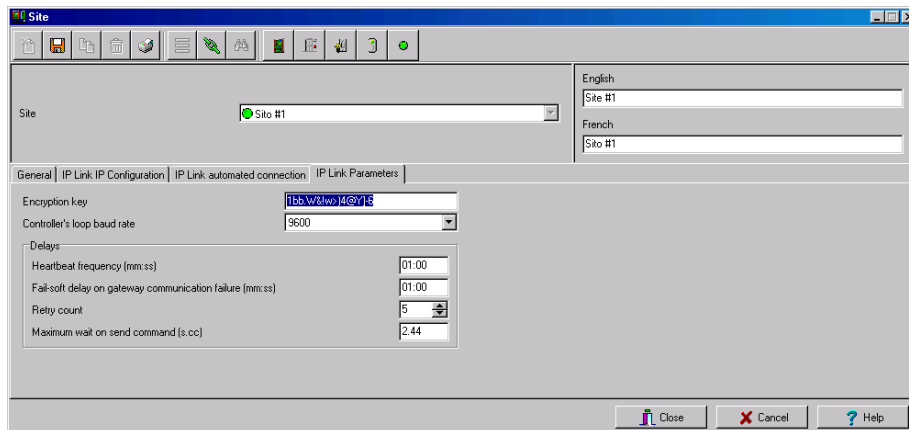 Site
English
Site #1
Site
Sito #1
French
Sito #1
General
IP Link IP Configuration
IP Link automated connection
IP Link Parameters
Encryption key
1bb.W&!w>)4@Y]-6
Controller's loop baud rate
9600
Delays
Heartbeat frequency (mm:ss)
01:00
Fail-soft delay on gateway communication failure (mm:ss)
01:00
Retry count
5
Maximum wait on send command (s.cc)
2.44
Close
Cancel
Help